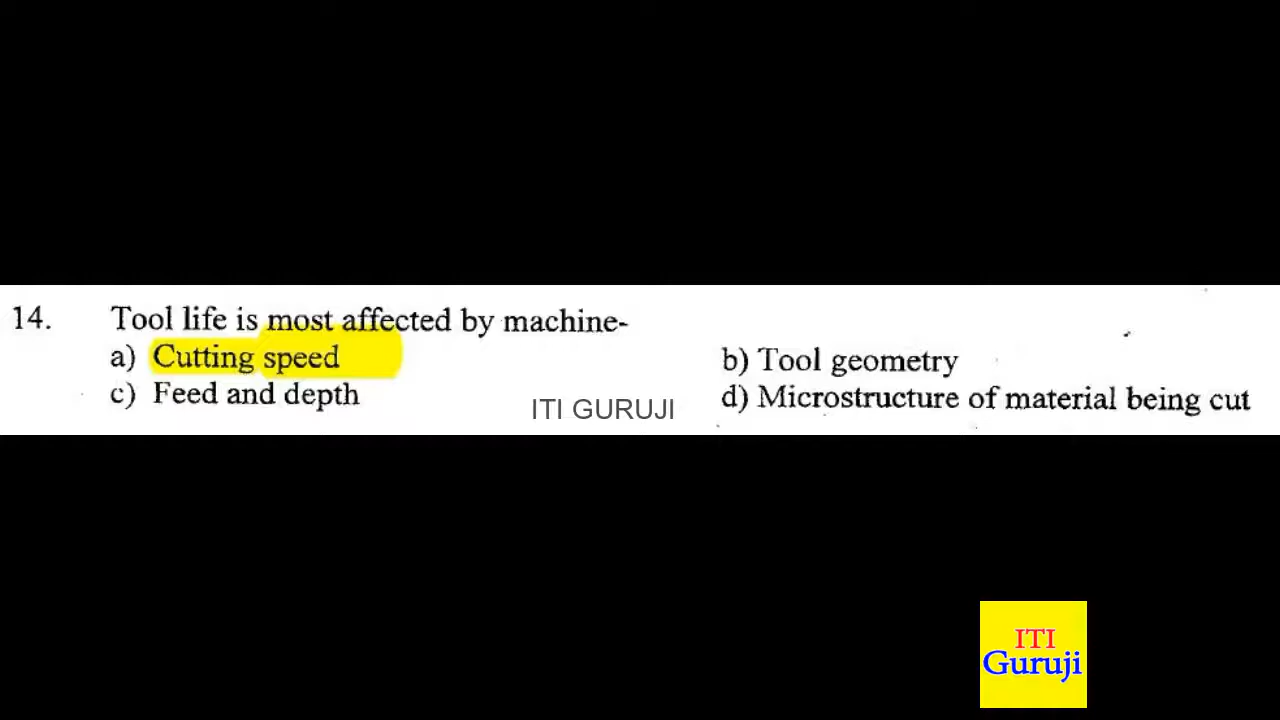 14. Tool life is most affected by machine-
a) Cutting speed b) Tool geometry
c) Feed and depth d) Microstructure of material being cut
ITI GURUJI
ITI
Guruji